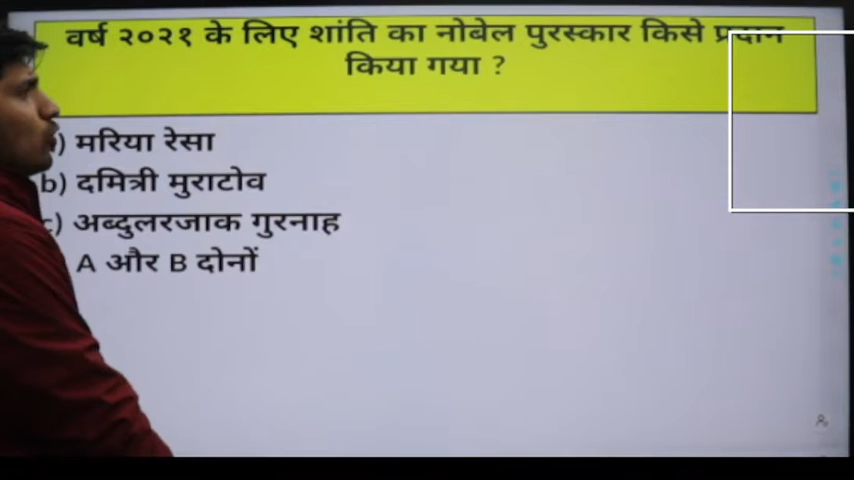 वर्ष २०२१ के लिए शांति का नोबेल पुरस्कार किसे प्रदान
किया गया ?
) मरिया रेसा
b) दमित्री मुराटोव
c) अब्दुलरजाक गुरनाह
A और B दोनों